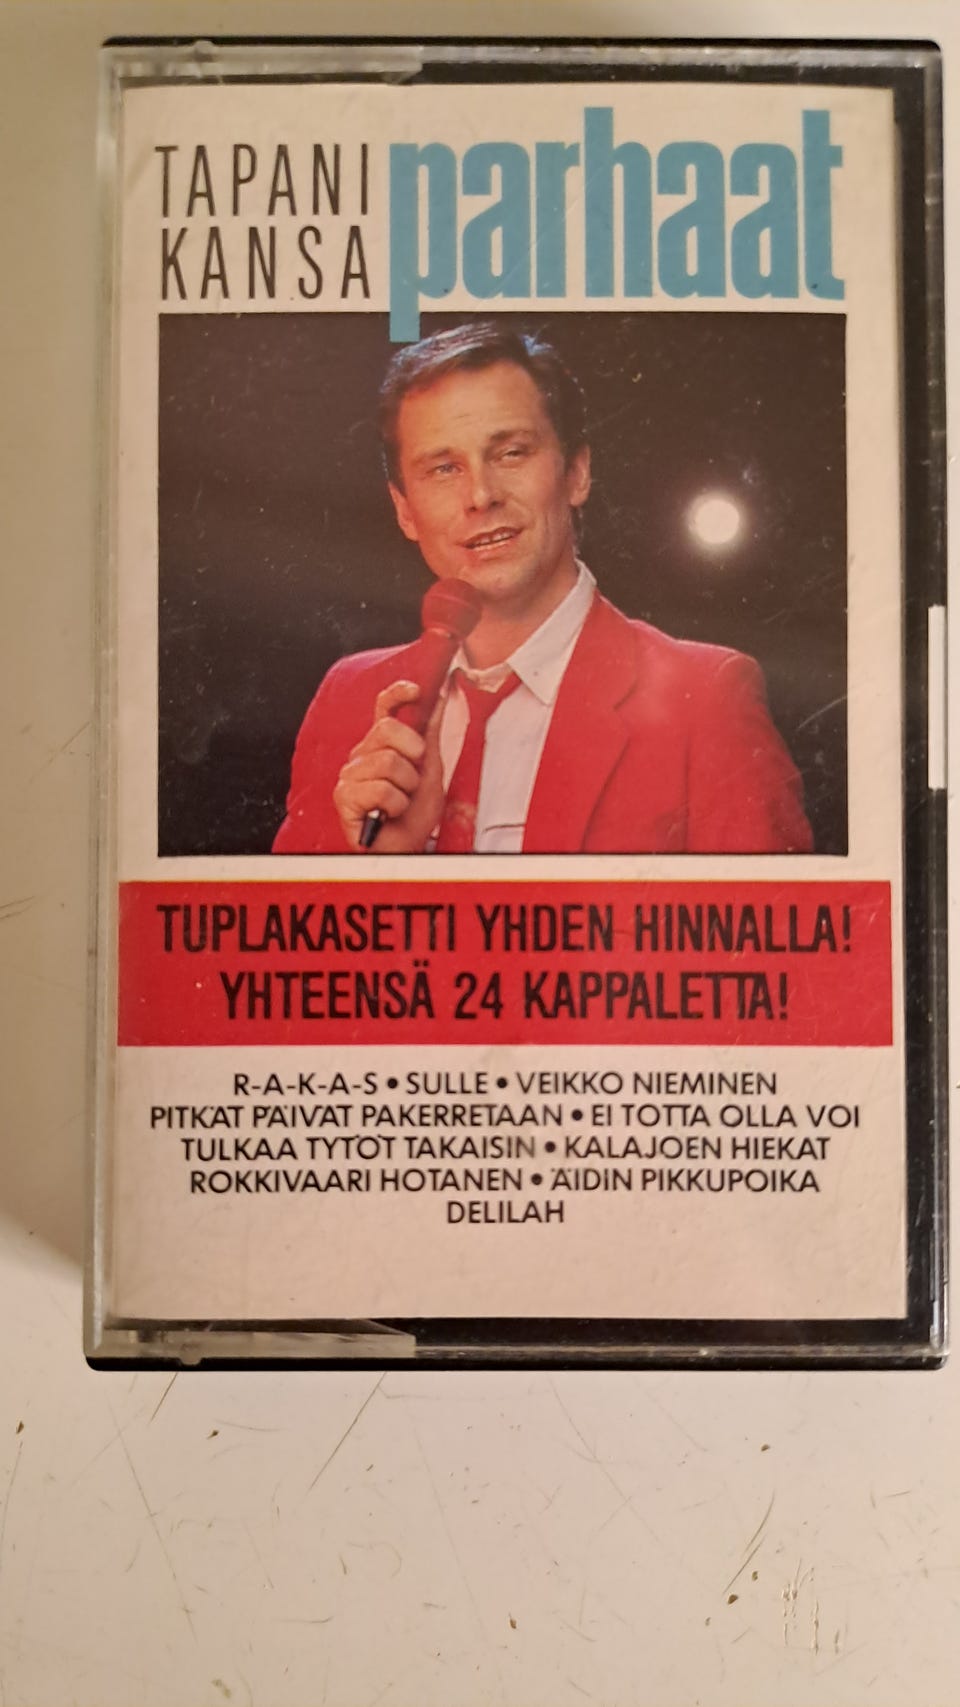 TAPANI
KANSA
parhaat
TUPLAKASETTI YHDEN HINNALLA!
YHTEENSÄ 24 KAPPALETTA!
R-A-K-A-S • SULLE • VEIKKO NIEMINEN
PITKÄT PÄIVÄT PAKERRETAAN • EI TOTTA OLLA VOI
TULKAA TYTÖT TAKAISIN • KALAJOEN HIEKAT
ROKKIVAARI HOTANEN • ÄIDIN PIKKUPOIKA
DELILAH